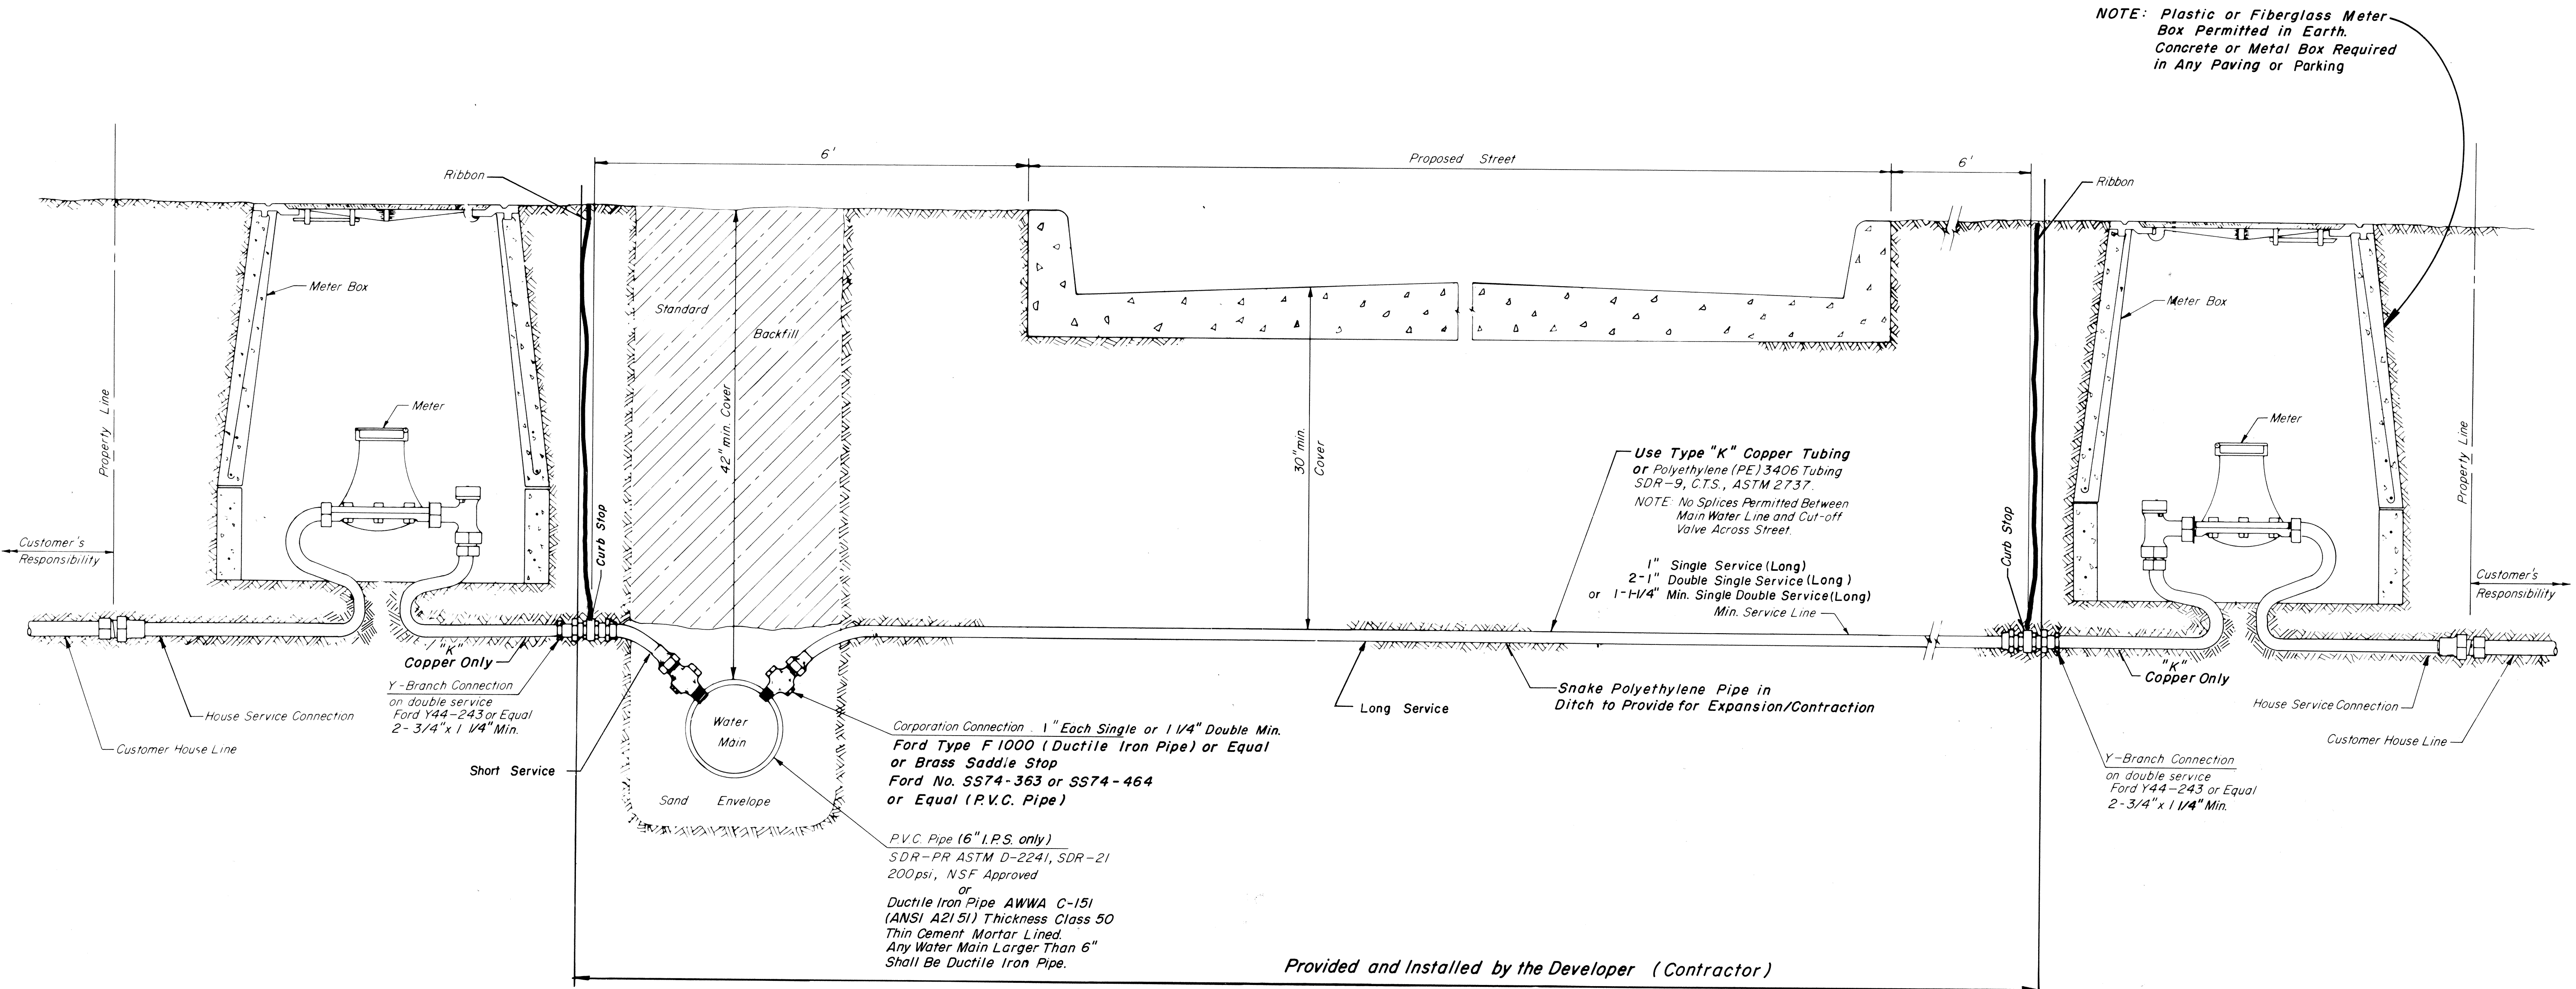 NOTE: Plastic or Fiberglass Meter
Box Permitted in Earth.
Concrete or Metal Box Required
in Any Paving or Parking
6'
Proposed Street
6'
Ribbon
Ribbon
Meter Box
Standard
Backfill
Meter Box
Property Line
Meter
42" min. Cover
30" min.
Cover
Use Type "K" Copper Tubing
or Polyethylene (PE) 3406 Tubing
SDR-9, C.T.S., ASTM 2737.
NOTE: No Splices Permitted Between
Main Water Line and Cut-off
Valve Across Street.
Meter
Property Line
Curb Stop
Curb Stop
Customer's
Responsibility
1" Single Service (Long)
2-1" Double Single Service (Long)
or 1-1-1/4" Min. Single Double Service (Long)
Min. Service Line
Customer's
Responsibility
"K"
Copper Only
"K"
Copper Only
Y-Branch Connection
on double service
Ford Y44-243 or Equal
2-3/4" x 1 1/4" Min.
House Service Connection
Customer House Line
Short Service
Water
Main
Sand Envelope
Corporation Connection 1" Each Single or 1 1/4" Double Min.
Ford Type F 1000 (Ductile Iron Pipe) or Equal
or Brass Saddle Stop
Ford No. SS74-363 or SS74-464
or Equal (P.V.C. Pipe)
Long Service
Snake Polyethylene Pipe in
Ditch to Provide for Expansion/Contraction
House Service Connection
Customer House Line
Y-Branch Connection
on double service
Ford Y44-243 or Equal
2-3/4" x 1 1/4" Min.
P.V.C. Pipe (6" I.P.S. only)
SDR-PR ASTM D-2241, SDR-21
200 psi, NSF Approved
or
Ductile Iron Pipe AWWA C-151
(ANSI A21 51) Thickness Class 50
Thin Cement Mortar Lined.
Any Water Main Larger Than 6"
Shall Be Ductile Iron Pipe.
Provided and Installed by the Developer (Contractor)